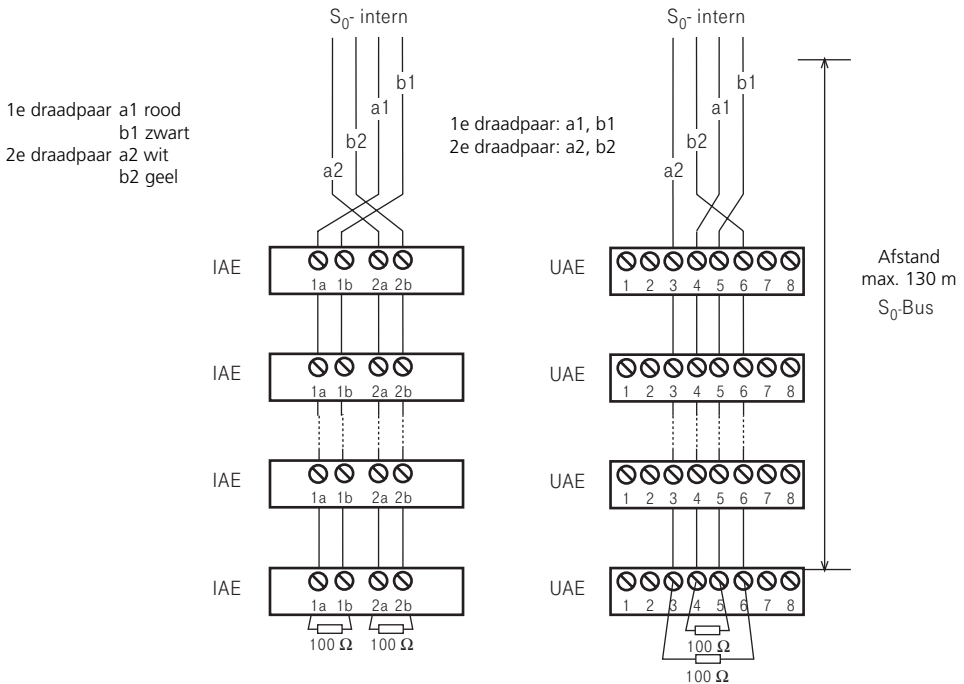 S0- intern
a2
b2
a1
b1
1e draadpaar a1 rood
b1 zwart
2e draadpaar a2 wit
b2 geel
IAE
1a 1b 2a 2b
IAE
1a 1b 2a 2b
IAE
1a 1b 2a 2b
IAE
1a 1b 2a 2b
100 Ω 100 Ω
S0- intern
a2
b2
a1
b1
1e draadpaar: a1, b1
2e draadpaar: a2, b2
UAE
1 2 3 4 5 6 7 8
UAE
1 2 3 4 5 6 7 8
UAE
1 2 3 4 5 6 7 8
UAE
1 2 3 4 5 6 7 8
100 Ω
100 Ω
Afstand
max. 130 m
S0-Bus